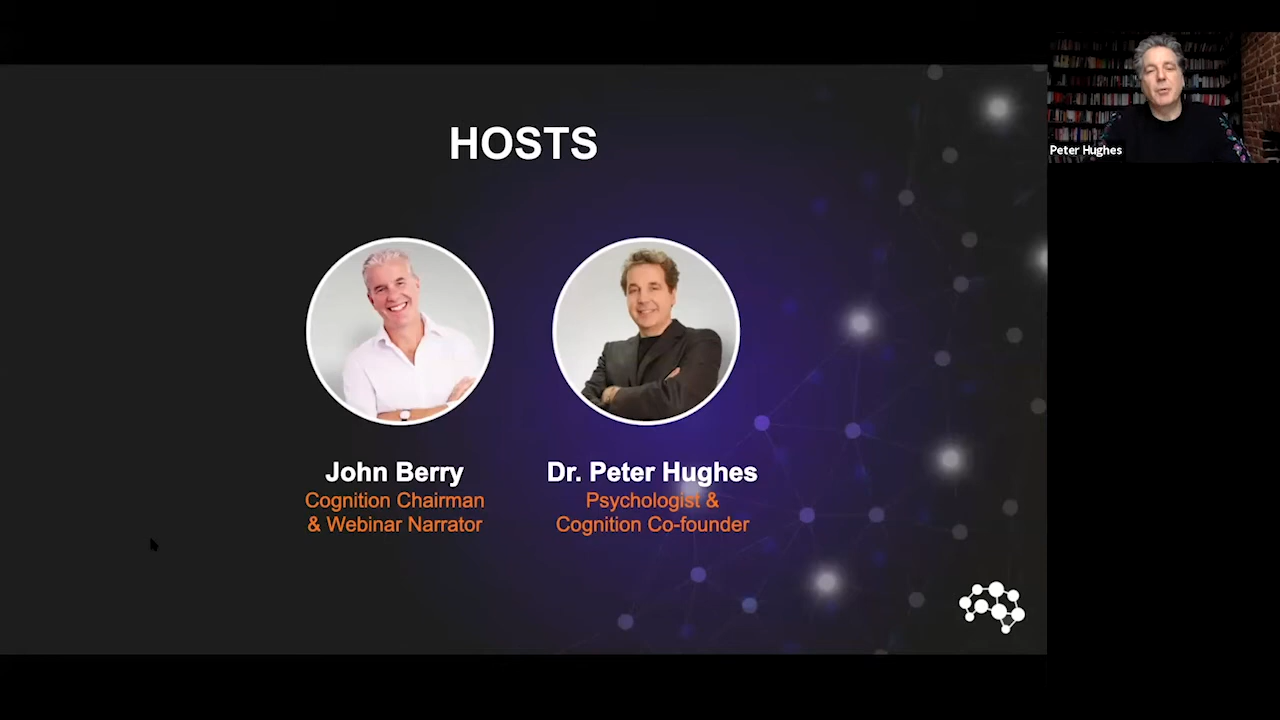 HOSTS
John Berry
Cognition Chairman
& Webinar Narrator
Dr. Peter Hughes
Psychologist &
Cognition Co-founder
Peter Hughes